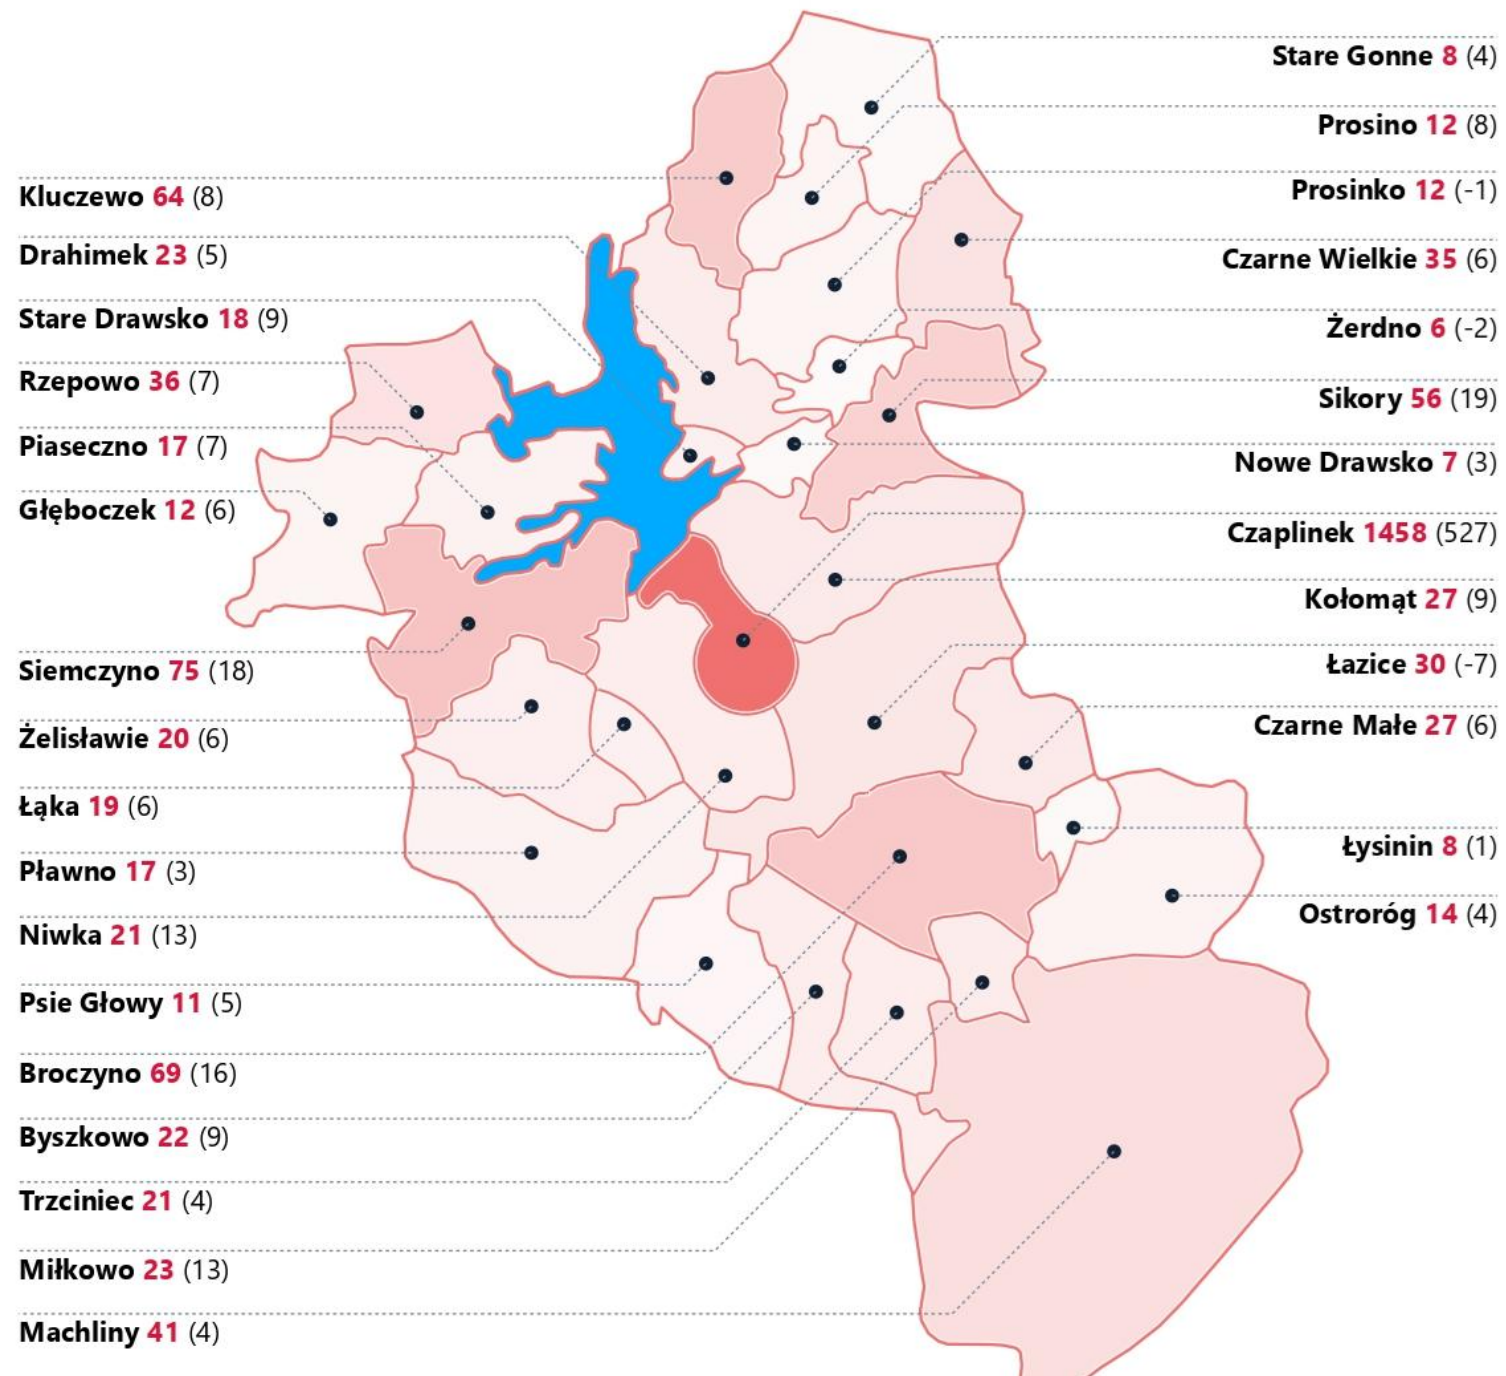 Kluczewo 64 (8)
Drahimek 23 (5)
Stare Drawsko 18 (9)
Rzepowo 36 (7)
Piaseczno 17 (7)
Głęboczek 12 (6)
Siemczyno 75 (18)
Żelisławie 20 (6)
Łąka 19 (6)
Pławno 17 (3)
Niwka 21 (13)
Psie Głowy 11 (5)
Broczyno 69 (16)
Byszkowo 22 (9)
Trzciniec 21 (4)
Miłkowo 23 (13)
Machliny 41 (4)
Stare Gonne 8 (4)
Prosino 12 (8)
Prosinko 12 (-1)
Czarne Wielkie 35 (6)
Żerdno 6 (-2)
Sikory 56 (19)
Nowe Drawsko 7 (3)
Czaplinek 1458 (527)
Kołomąt 27 (9)
Łazice 30 (-7)
Czarne Małe 27 (6)
Łysinin 8 (1)
Ostroróg 14 (4)